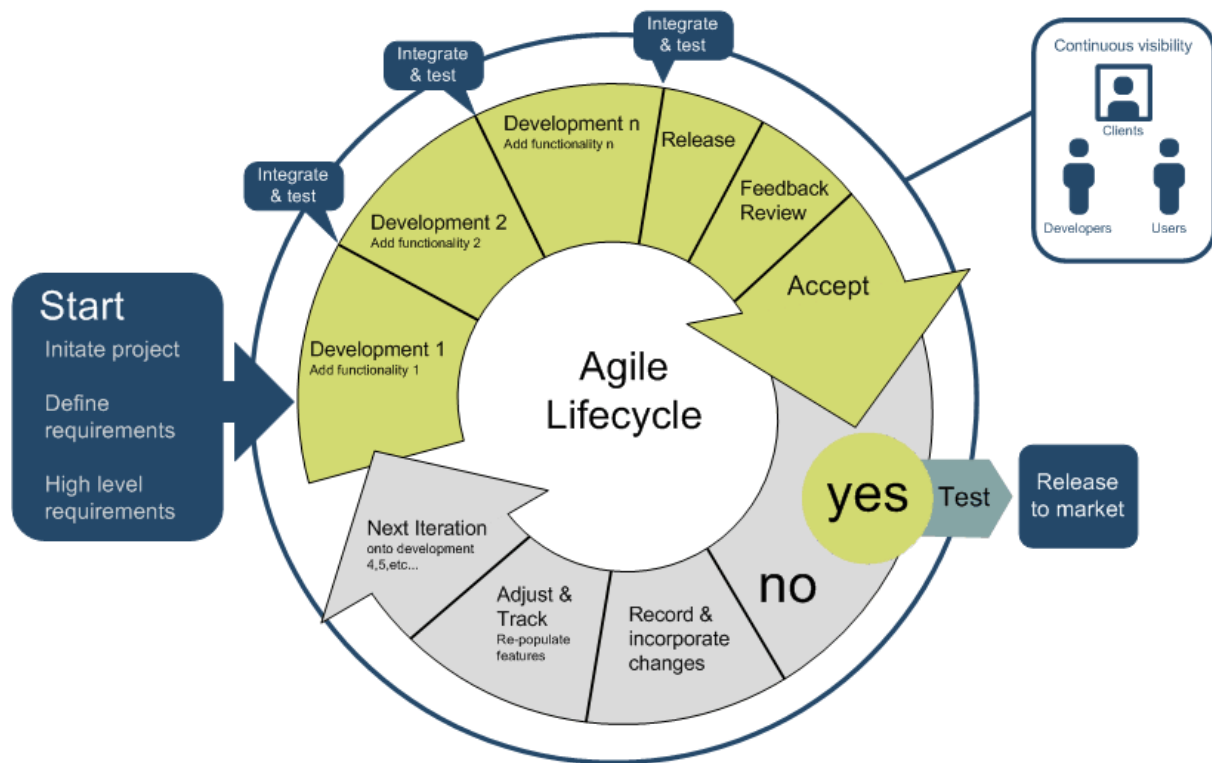 Start
Initate project
Define
requirements
High level
requirements
Development 1
Add functionality 1
Integrate
& test
Development 2
Add functionality 2
Integrate
& test
Development n
Add functionality n
Integrate
& test
Release
Feedback
Review
Accept
Continuous visibility
Clients
Developers
Users
Agile
Lifecycle
yes
Test
Release
to market
no
Record &
incorporate
changes
Adjust &
Track
Re-populate
features
Next Iteration
onto development
4,5,etc...